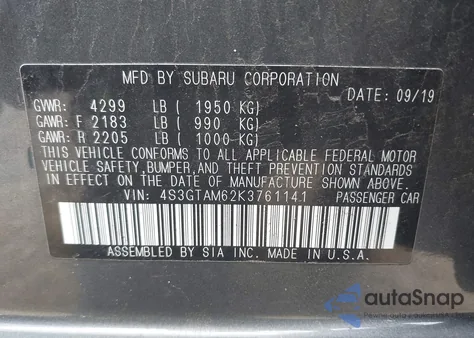 MFD BY SUBARU CORPORATION
DATE: 09/19
GVWR: 4299 LB ( 1950 KG)
GAWR: F 2183 LB ( 990 KG)
GAWR: R 2205 LB ( 1000 KG)
THIS VEHICLE CONFORMS TO ALL APPLICABLE FEDERAL MOTOR
VEHICLE SAFETY,BUMPER,AND THEFT PREVENTION STANDARDS
IN EFFECT ON THE DATE OF MANUFACTURE SHOWN ABOVE.
VIN: 4S3GTAM62K3761141 PASSENGER CAR
ASSEMBLED BY SIA INC. MADE IN U.S.A.
autoSnap